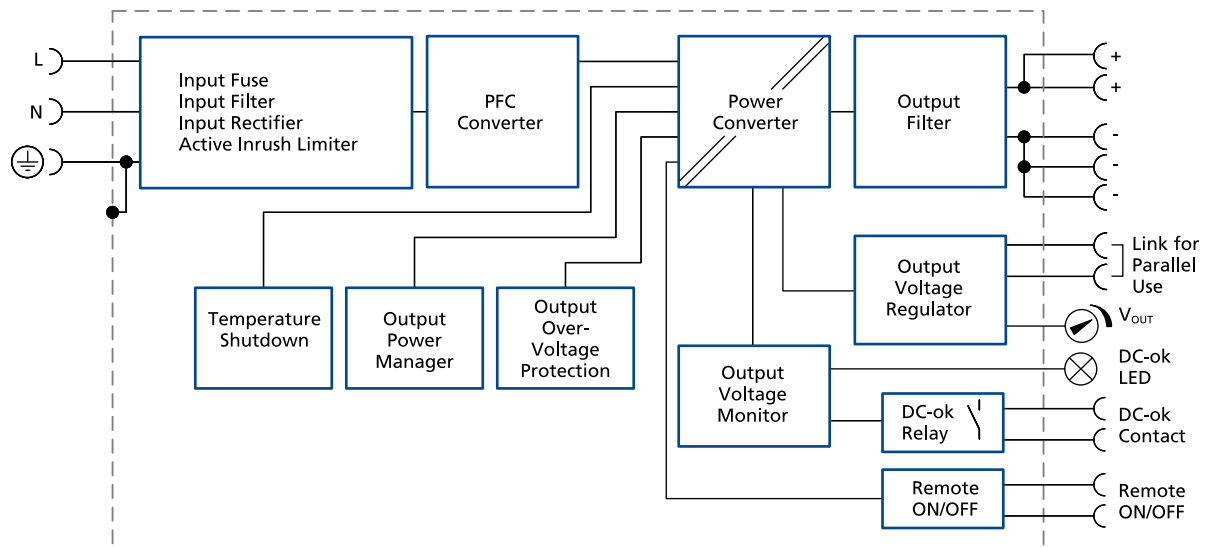 L
N
Input Fuse
Input Filter
Input Rectifier
Active Inrush Limiter
PFC
Converter
Power
Converter
Output
Filter
+
+
-
-
-
Temperature
Shutdown
Output
Power
Manager
Output
Over-
Voltage
Protection
Output
Voltage
Regulator
Link for
Parallel
Use
VOUT
Output
Voltage
Monitor
DC-ok
LED
DC-ok
Relay
DC-ok
Contact
Remote
ON/OFF
Remote
ON/OFF